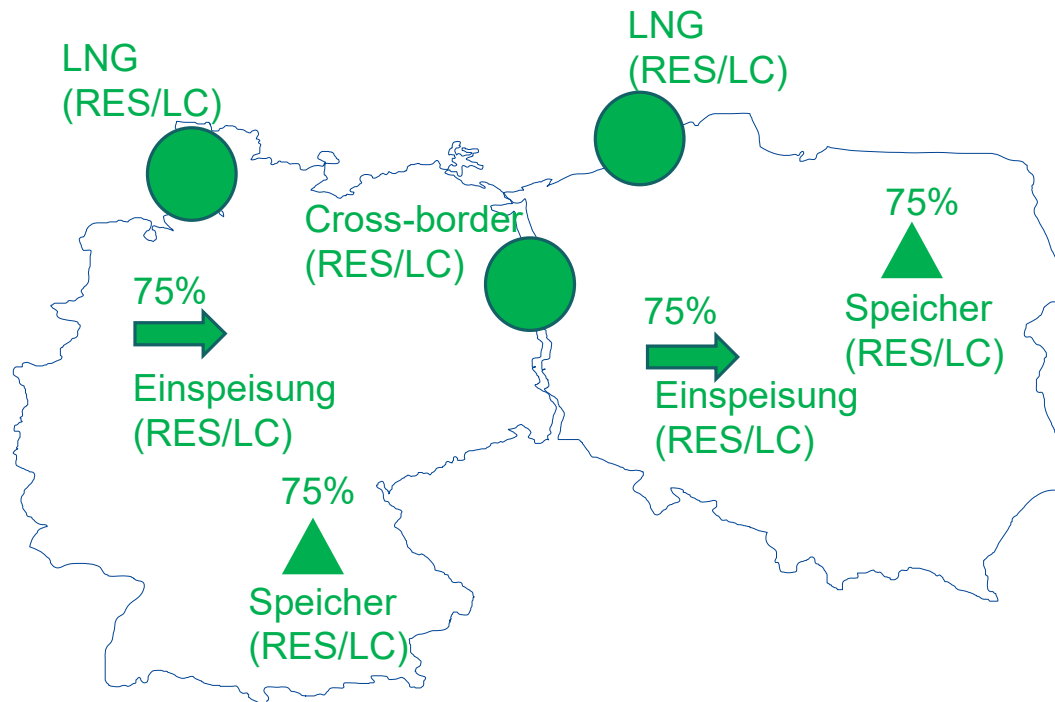 LNG
(RES/LC)
LNG
(RES/LC)
Cross-border
(RES/LC)
75%
Einspeisung
(RES/LC)
75%
Speicher
(RES/LC)
75%
Einspeisung
(RES/LC)
75%
Speicher
(RES/LC)